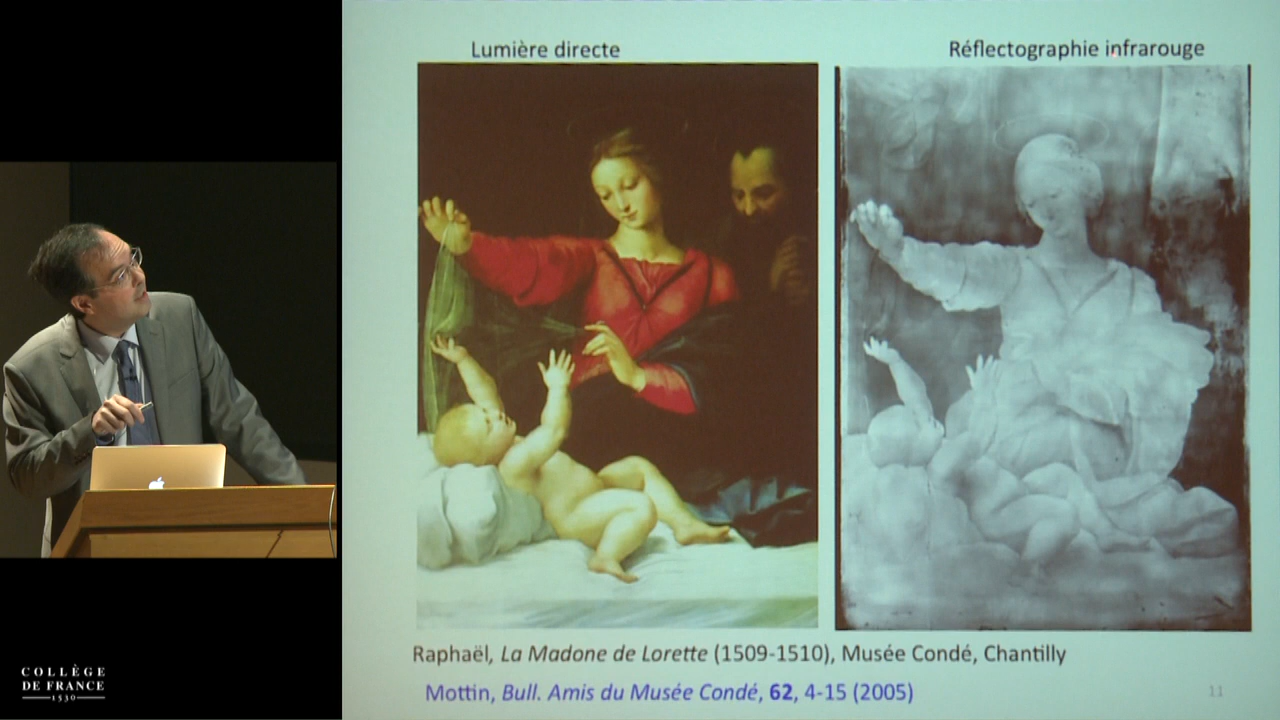 Lumière directe
Réflectographie infrarouge
Raphaël, La Madone de Lorette (1509-1510), Musée Condé, Chantilly
Mottin, Bull. Amis du Musée Condé, 62, 4-15 (2005)
11
COLLÈGE
DE FRANCE
1530